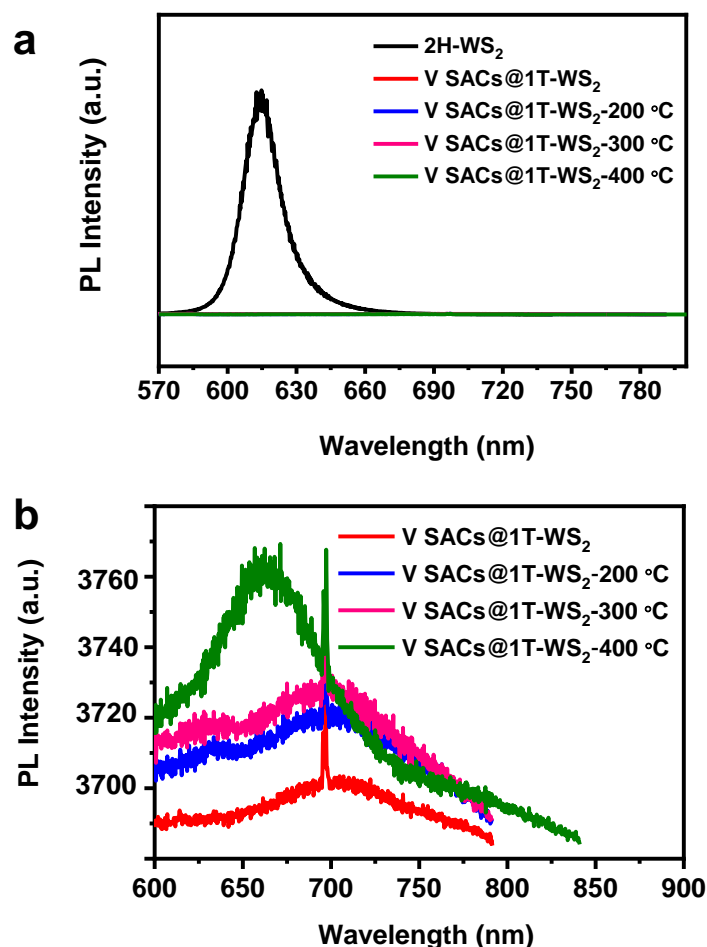 a
PL Intensity (a.u.)
2H-WS₂
V SACs@1T-WS₂
V SACs@1T-WS₂-200 °C
V SACs@1T-WS₂-300 °C
V SACs@1T-WS₂-400 °C
570 600 630 660 690 720 750 780
Wavelength (nm)
b
PL Intensity (a.u.)
3760
3740
3720
3700
V SACs@1T-WS₂
V SACs@1T-WS₂-200 °C
V SACs@1T-WS₂-300 °C
V SACs@1T-WS₂-400 °C
600 650 700 750 800 850 900
Wavelength (nm)